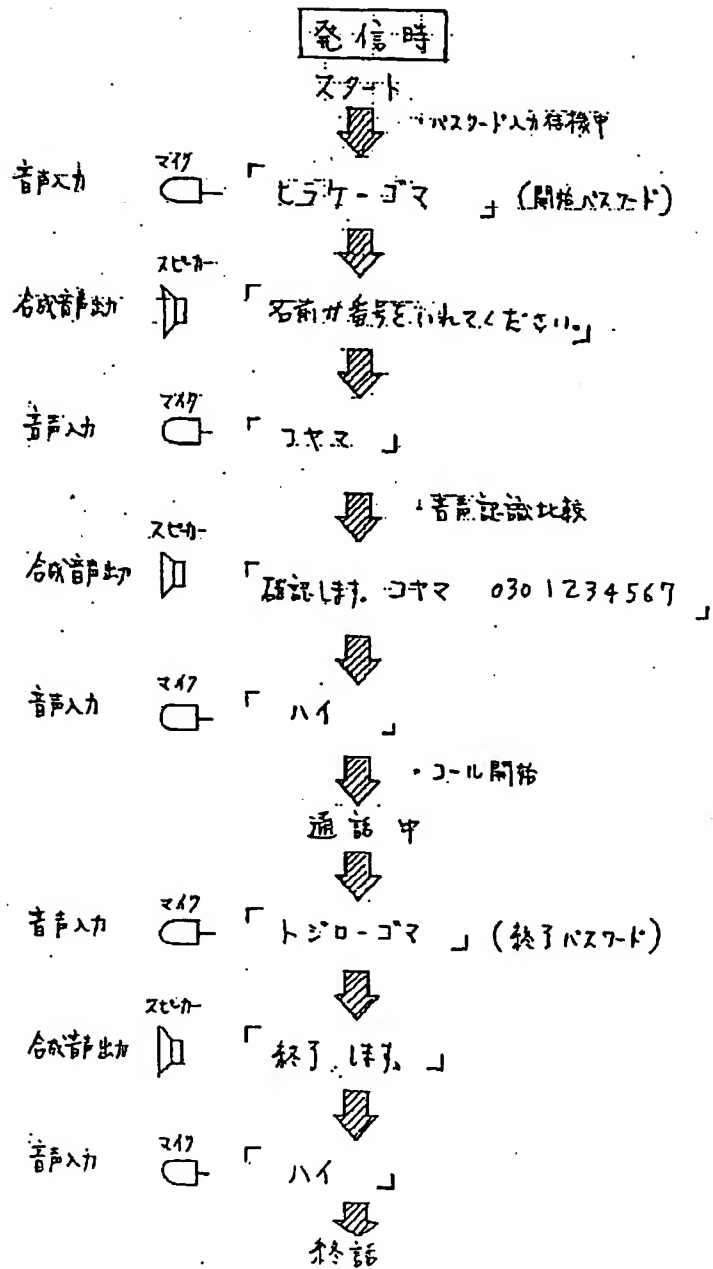 発信時
スタート
・パスワード入力待機中
音声入力 マイク 「ヒラケーゴマ」(開始パスワード)
合成音声出力 スピーカー 「名前か番号をいれてください。」
音声入力 マイク 「コヤマ」
・音声認識比較
合成音声出力 スピーカー 「確認します。コヤマ 030 1234567」
音声入力 マイク 「ハイ」
・コール開始
通話中
音声入力 マイク 「トジローゴマ」(終了パスワード)
合成音声出力 スピーカー 「終了します。」
音声入力 マイク 「ハイ」
終話